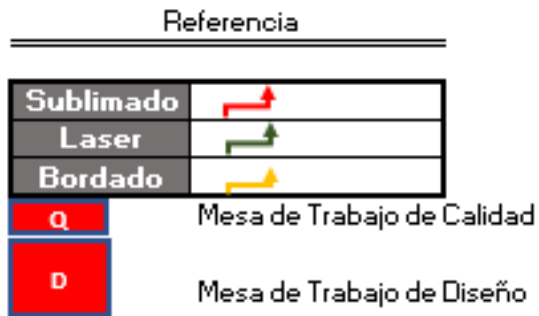 Referencia
Sublimado
Laser
Bordado
Q Mesa de Trabajo de Calidad
D Mesa de Trabajo de Diseño